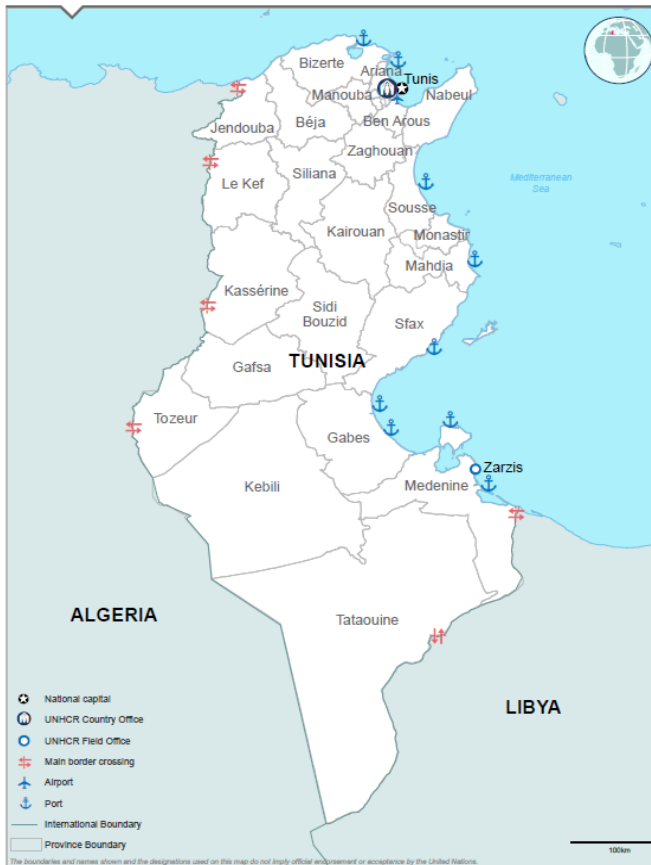 Bizerte
Ariana
Tunis
Manouba
Nabeul
Jendouba
Béja
Ben Arous
Zaghouan
Le Kef
Siliana
Mediterranean
Sea
Sousse
Kairouan
Monastir
Mahdja
Kassérine
Sidi
Bouzid
Sfax
TUNISIA
Gafsa
Tozeur
Gabes
Zarzis
Kebili
Medenine
ALGERIA
Tataouine
LIBYA
National capital
UNHCR Country Office
UNHCR Field Office
Main border crossing
Airport
Port
International Boundary
Province Boundary
100km
The boundaries and names shown and the designations used on this map do not imply official endorsement or acceptance by the United Nations.